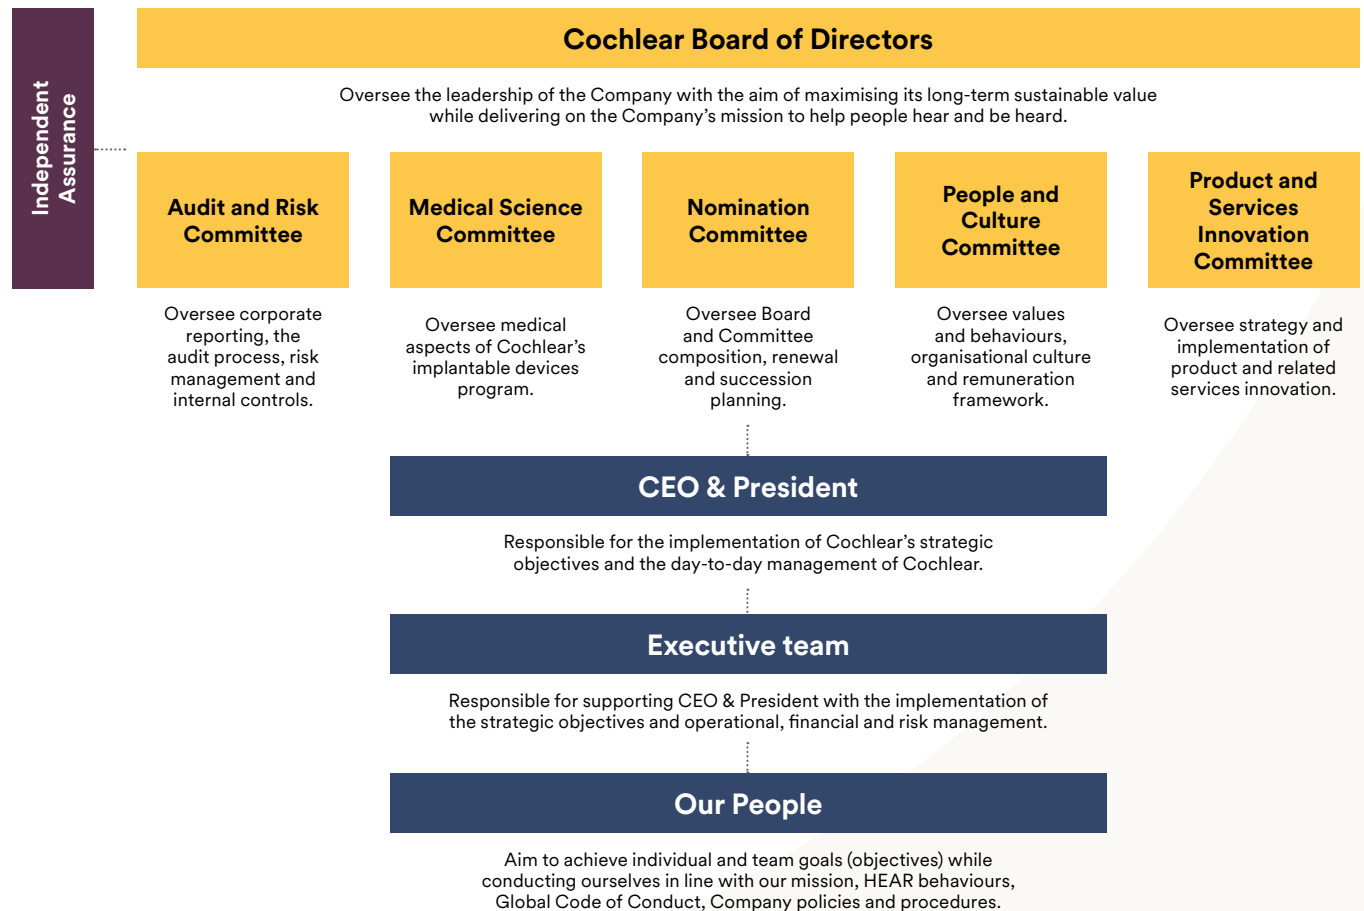 Independent
Assurance
Cochlear Board of Directors
Oversee the leadership of the Company with the aim of maximising its long-term sustainable value
while delivering on the Company’s mission to help people hear and be heard.
Audit and Risk
Committee
Oversee corporate
reporting, the
audit process, risk
management and
internal controls.
Medical Science
Committee
Oversee medical
aspects of Cochlear’s
implantable devices
program.
Nomination
Committee
Oversee Board
and Committee
composition, renewal
and succession
planning.
People and
Culture
Committee
Oversee values
and behaviours,
organisational culture
and remuneration
framework.
Product and
Services
Innovation
Committee
Oversee strategy and
implementation of
product and related
services innovation.
CEO & President
Responsible for the implementation of Cochlear’s strategic
objectives and the day-to-day management of Cochlear.
Executive team
Responsible for supporting CEO & President with the implementation of
the strategic objectives and operational, financial and risk management.
Our People
Aim to achieve individual and team goals (objectives) while
conducting ourselves in line with our mission, HEAR behaviours,
Global Code of Conduct, Company policies and procedures.